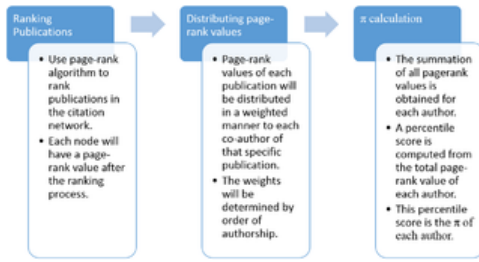 Ranking
Publications
• Use page-rank
algorithm to
rank
publications in
the citation
network.
• Each node will
have a page-
rank value after
the ranking
process.
Distributing page-
rank values
• Page-rank
values of each
publication will
be distributed
in a weighted
manner to each
co-author of
that specific
publication.
• The weights
will be
determined by
order of
authorship.
π calculation
• The summation
of all pagerank
values is
obtained for
each author.
• A percentile
score is
computed from
the total page-
rank value of
each author.
• This percentile
score is the π of
each author.